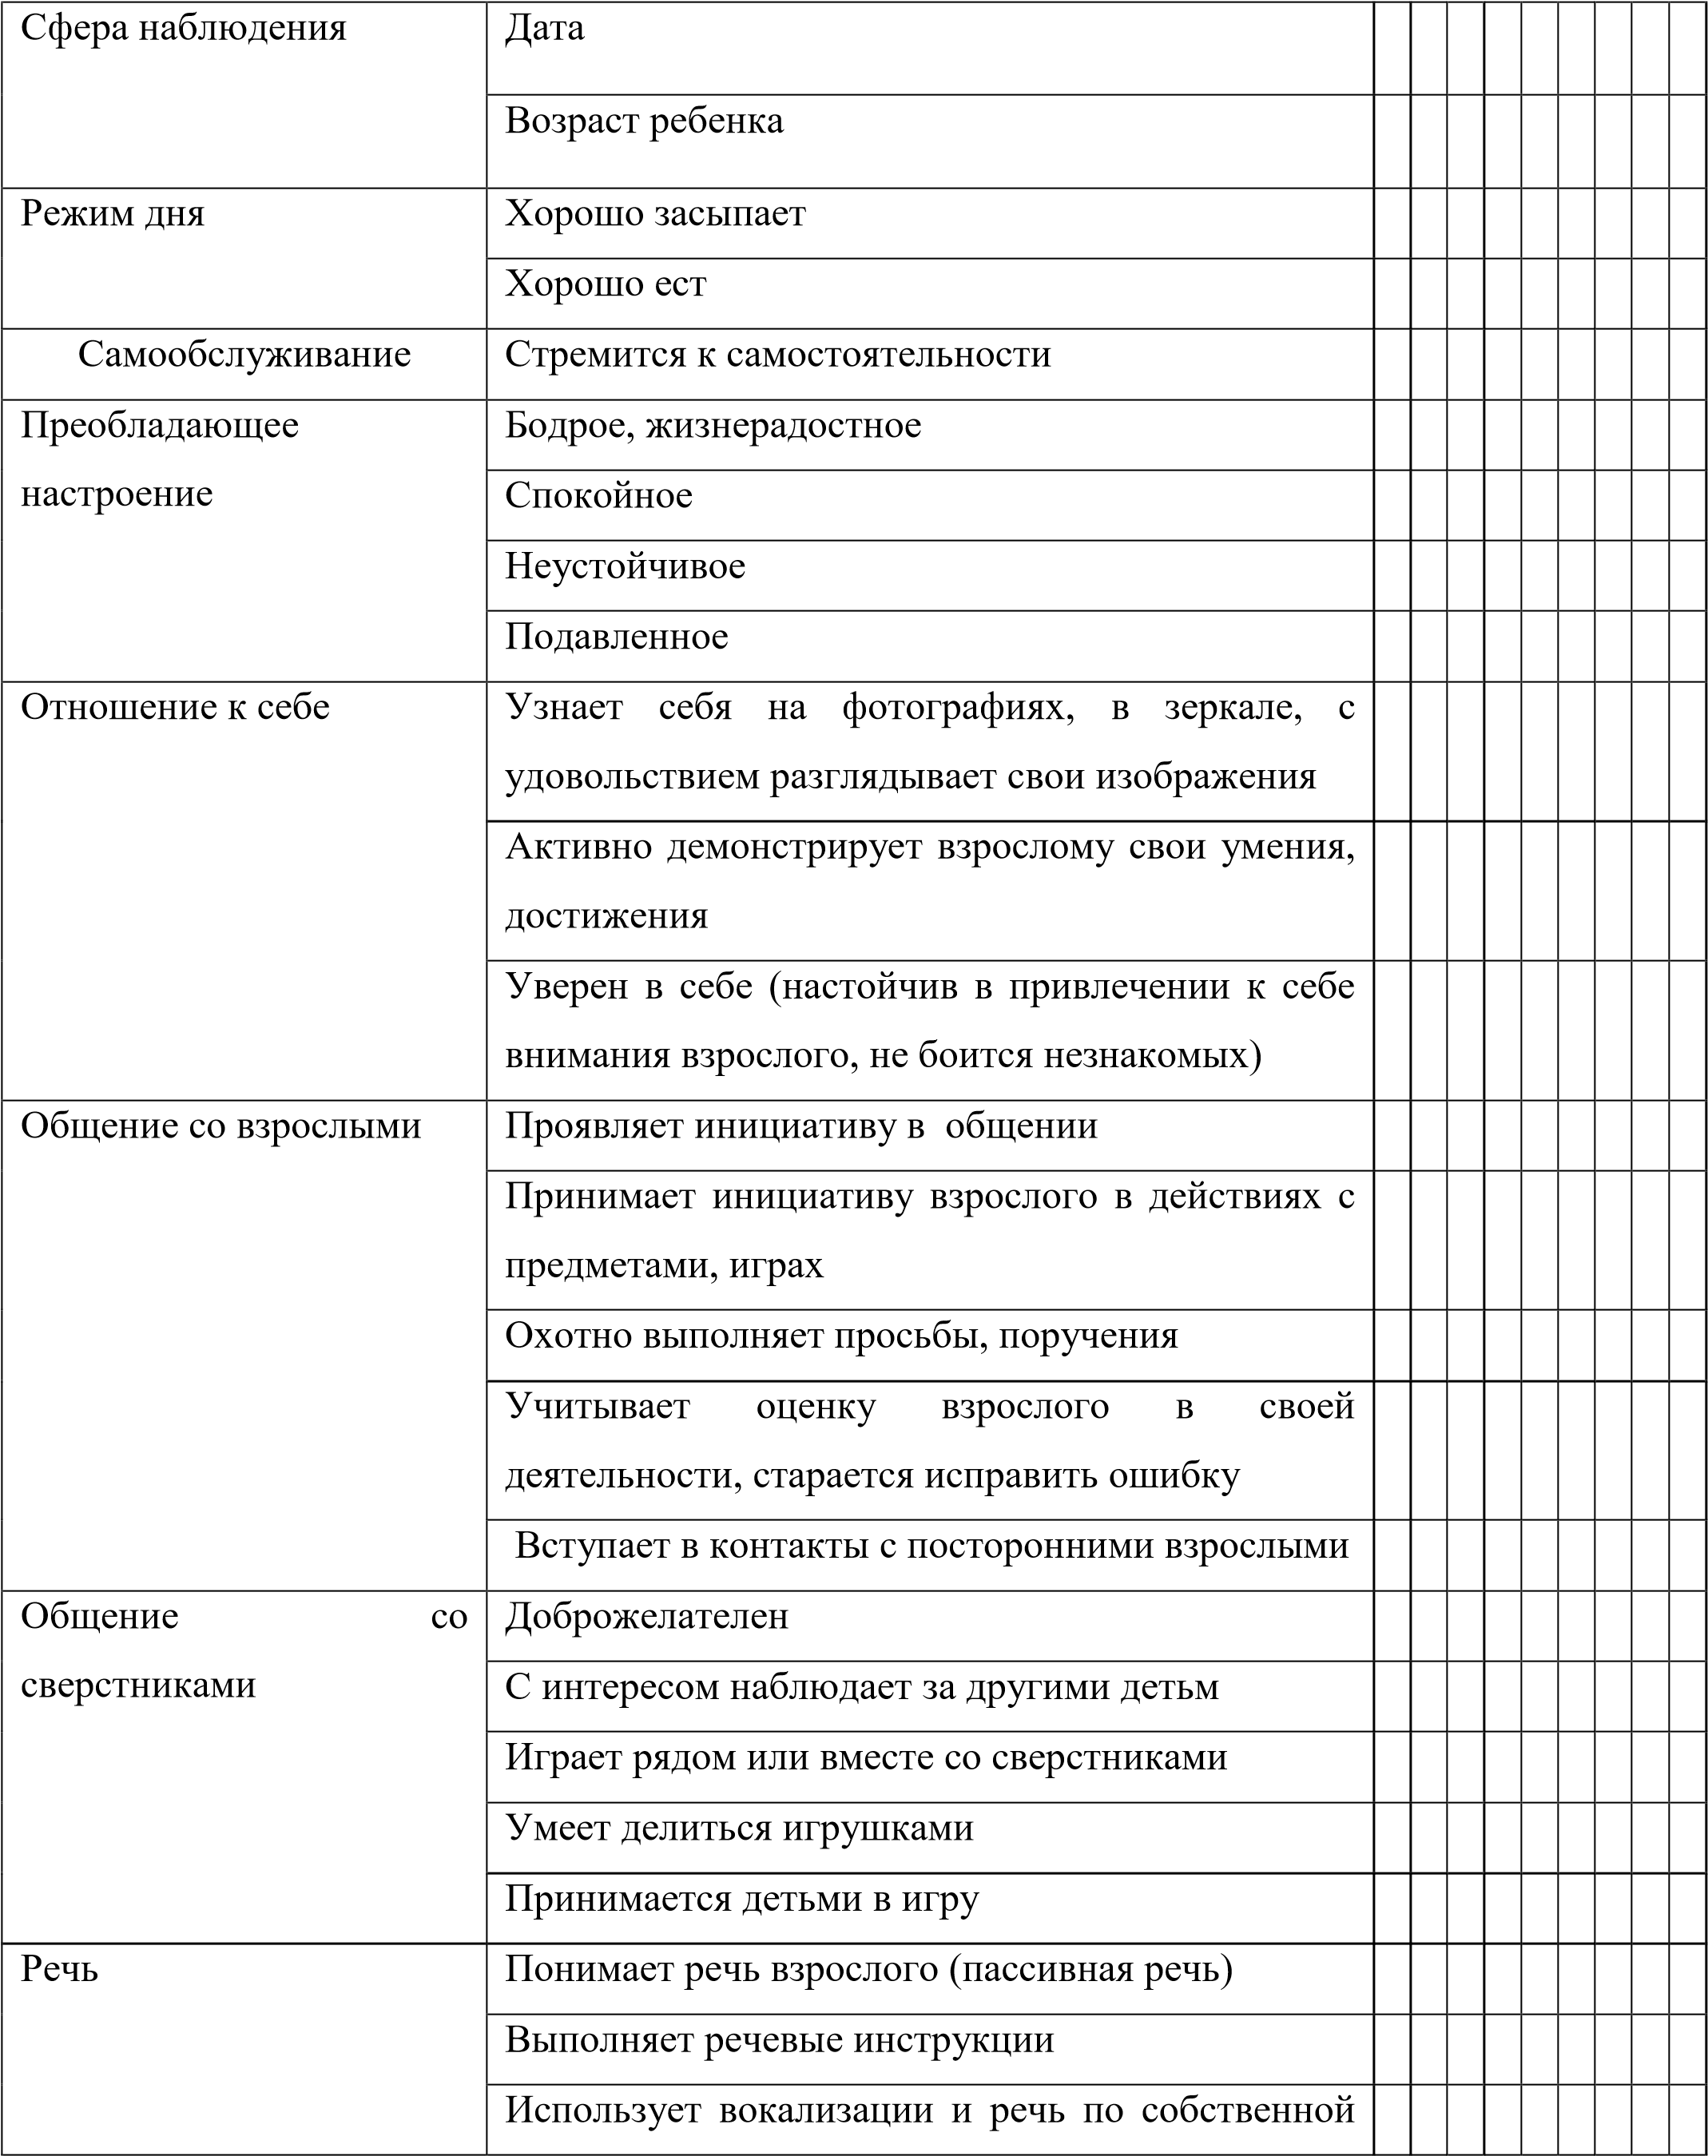 Сфера наблюдения
Дата
Возраст ребенка
Режим дня
Хорошо засыпает
Хорошо ест
Самообслуживание
Стремится к самостоятельности
Преобладающее
настроение
Бодрое, жизнерадостное
Спокойное
Неустойчивое
Подавленное
Отношение к себе
Узнает себя на фотографиях, в зеркале, с
удовольствием разглядывает свои изображения
Активно демонстрирует взрослому свои умения,
достижения
Уверен в себе (настойчив в привлечении к себе
внимания взрослого, не боится незнакомых)
Общение со взрослыми
Проявляет инициативу в общении
Принимает инициативу взрослого в действиях с
предметами, играх
Охотно выполняет просьбы, поручения
Учитывает оценку взрослого в своей
деятельности, старается исправить ошибку
Вступает в контакты с посторонними взрослыми
Общение со
сверстниками
Доброжелателен
С интересом наблюдает за другими детьм
Играет рядом или вместе со сверстниками
Умеет делиться игрушками
Принимается детьми в игру
Речь
Понимает речь взрослого (пассивная речь)
Выполняет речевые инструкции
Использует вокализации и речь по собственной